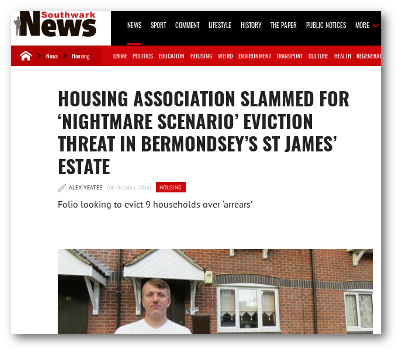 Southwark
News
NEWS SPORT COMMENT LIFESTYLE HISTORY THE PAPER PUBLIC NOTICES MORE
News Housing CRIME POLITICS EDUCATION HOUSING WEIRD ENVIRONMENT TRANSPORT CULTURE HEALTH REGENERAT
HOUSING ASSOCIATION SLAMMED FOR
‘NIGHTMARE SCENARIO’ EVICTION
THREAT IN BERMONDSEY’S ST JAMES’
ESTATE
ALEX YEATES (06 October, 2016) HOUSING
Folio looking to evict 9 households over ‘arrears’